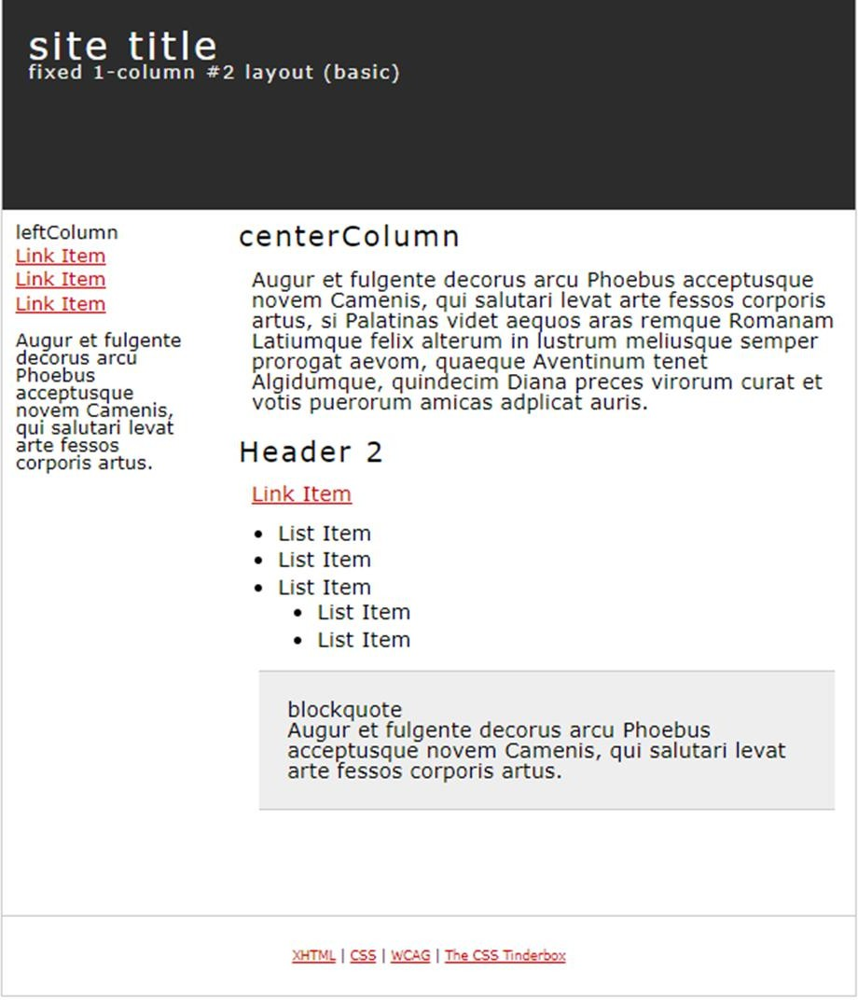 site title
fixed 1-column #2 layout (basic)
leftColumn
Link Item
Link Item
Link Item
Augur et fulgente
decorus arcu
Phoebus
acceptusque
novem Camenis,
qui salutari levat
arte fessos
corporis artus.
centerColumn
Augur et fulgente decorus arcu Phoebus acceptusque
novem Camenis, qui salutari levat arte fessos corporis
artus, si Palatinas videt aequos aras remque Romanam
Latiumque felix alterum in lustrum meliusque semper
prorogat aevom, quaeque Aventinum tenet
Algidumque, quindecim Diana preces virorum curat et
votis puerorum amicas adplicat auris.
Header 2
Link Item
• List Item
• List Item
• List Item
• List Item
• List Item
blockquote
Augur et fulgente decorus arcu Phoebus
acceptusque novem Camenis, qui salutari levat
arte fessos corporis artus.
XHTML | CSS | WCAG | The CSS Tinderbox